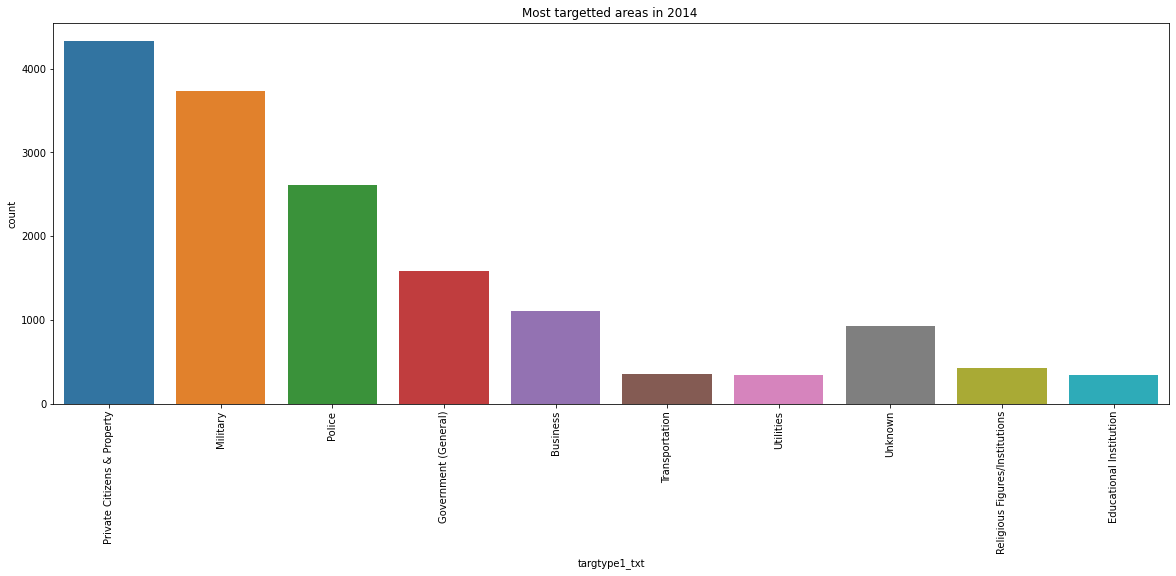 Most targetted areas in 2014
count
4000
3000
2000
1000
0
Private Citizens & Property
Military
Police
Government (General)
Business
Transportation
Utilities
Unknown
Religious Figures/Institutions
Educational Institution
targtype1_txt